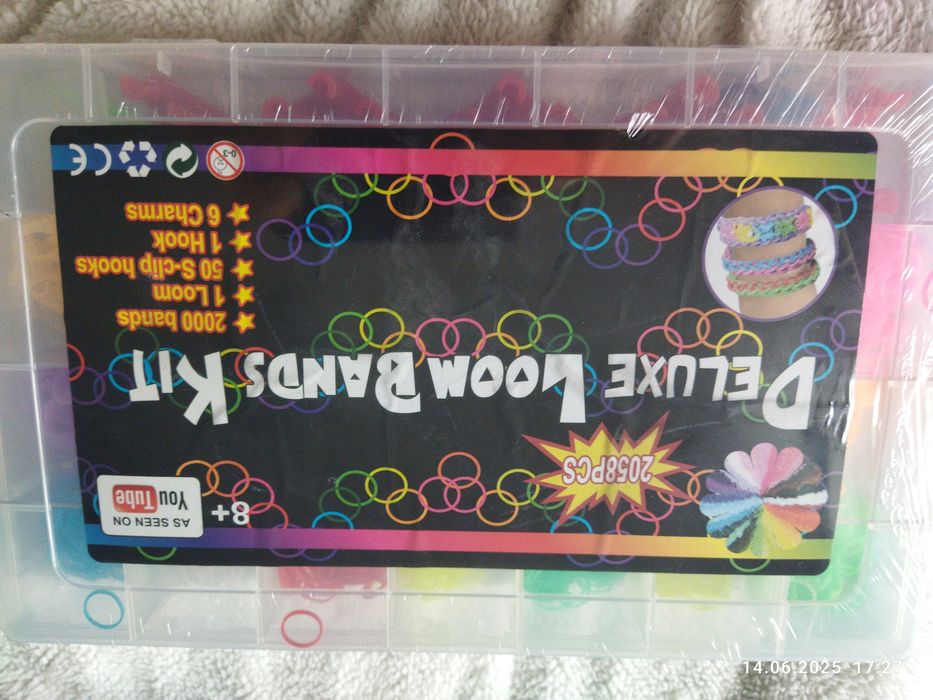 8+
AS SEEN ON
YouTube
2058PCS
DELUXE LOOM BANDS KIT
2000 bands
1 Loom
50 S-clip hooks
1 Hook
6 Charms
0-3
CE
14.06.2025 17:27